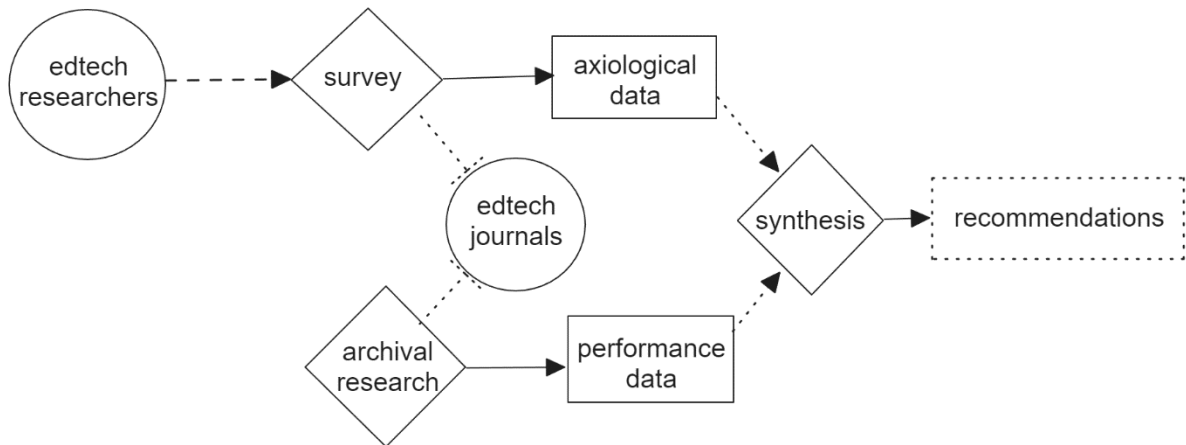 edtech
researchers
survey
axiological
data
edtech
journals
synthesis
recommendations
archival
research
performance
data